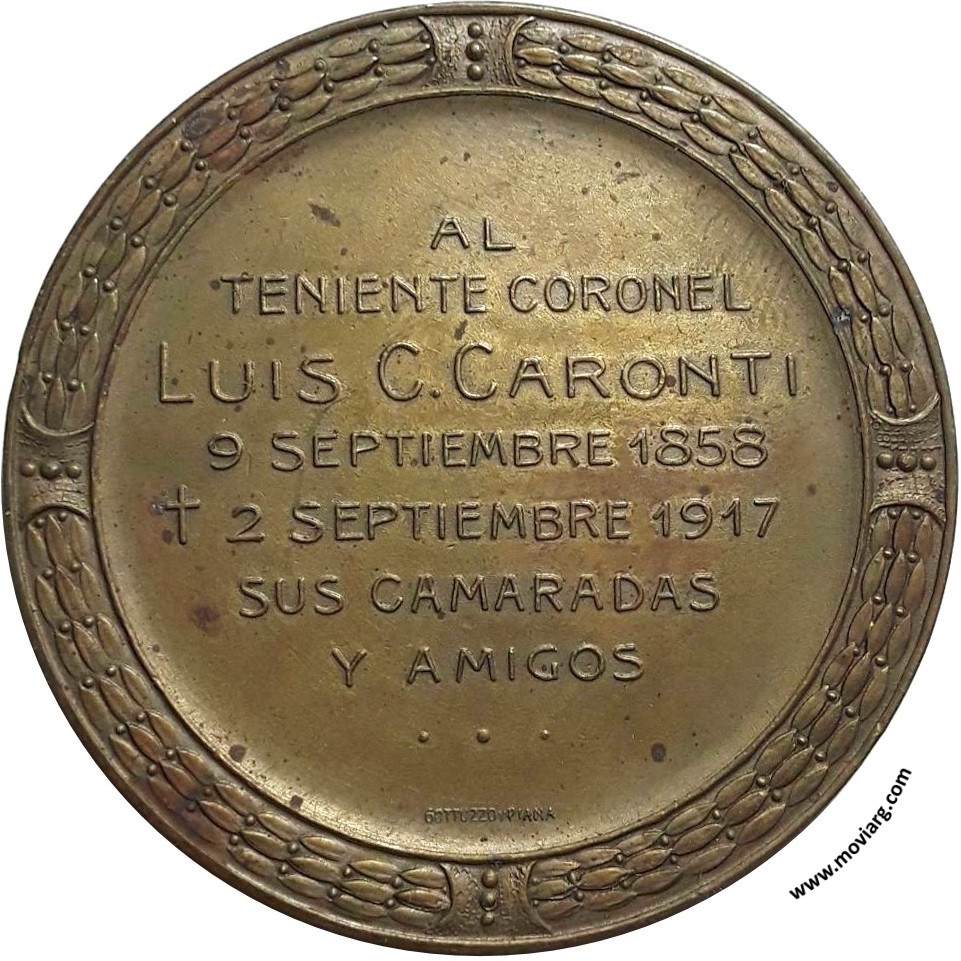 AL
TENIENTE CORONEL
LUIS C. CARONTI
9 SEPTIEMBRE 1858
† 2 SEPTIEMBRE 1917
SUS CAMARADAS
Y AMIGOS
. . .
GOTTUZZO Y PIANA
www.moviarg.com